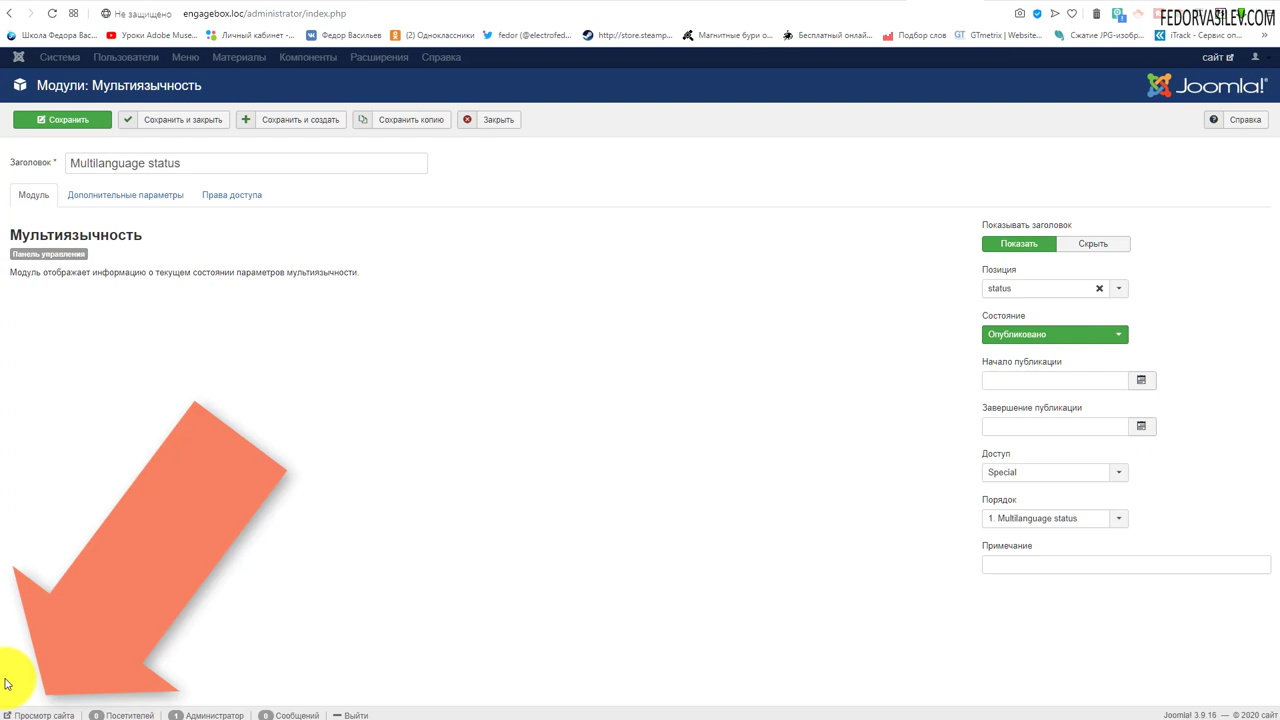 Не защищено engagebox.loc/administrator/index.php
FEDORVASILEV.COM
Школа Федора Вас... Уроки Adobe Muse... Личный кабинет -... Федор Васильев (2) Одноклассники fedor (@electrofed... http://store.steamp... Магнитные бури о... Бесплатный онлай... Подбор слов GTmetrix | Website... Сжатие JPG-изобр... iTrack - Сервис оп... »
Система Пользователи Меню Материалы Компоненты Расширения Справка сайт
Модули: Мультиязычность Joomla!®
Сохранить Сохранить и закрыть Сохранить и создать Сохранить копию Закрыть Справка
Заголовок * Multilanguage status
Модуль Дополнительные параметры Права доступа
Мультиязычность
Панель управления
Модуль отображает информацию о текущем состоянии параметров мультиязычности.
Показывать заголовок
Показать Скрыть
Позиция
status
Состояние
Опубликовано
Начало публикации
Завершение публикации
Доступ
Special
Порядок
1. Multilanguage status
Примечание
Просмотр сайта 0 Посетителей 1 Администратор 0 Сообщений Выйти Joomla! 3.9.16 — © 2020 сайт